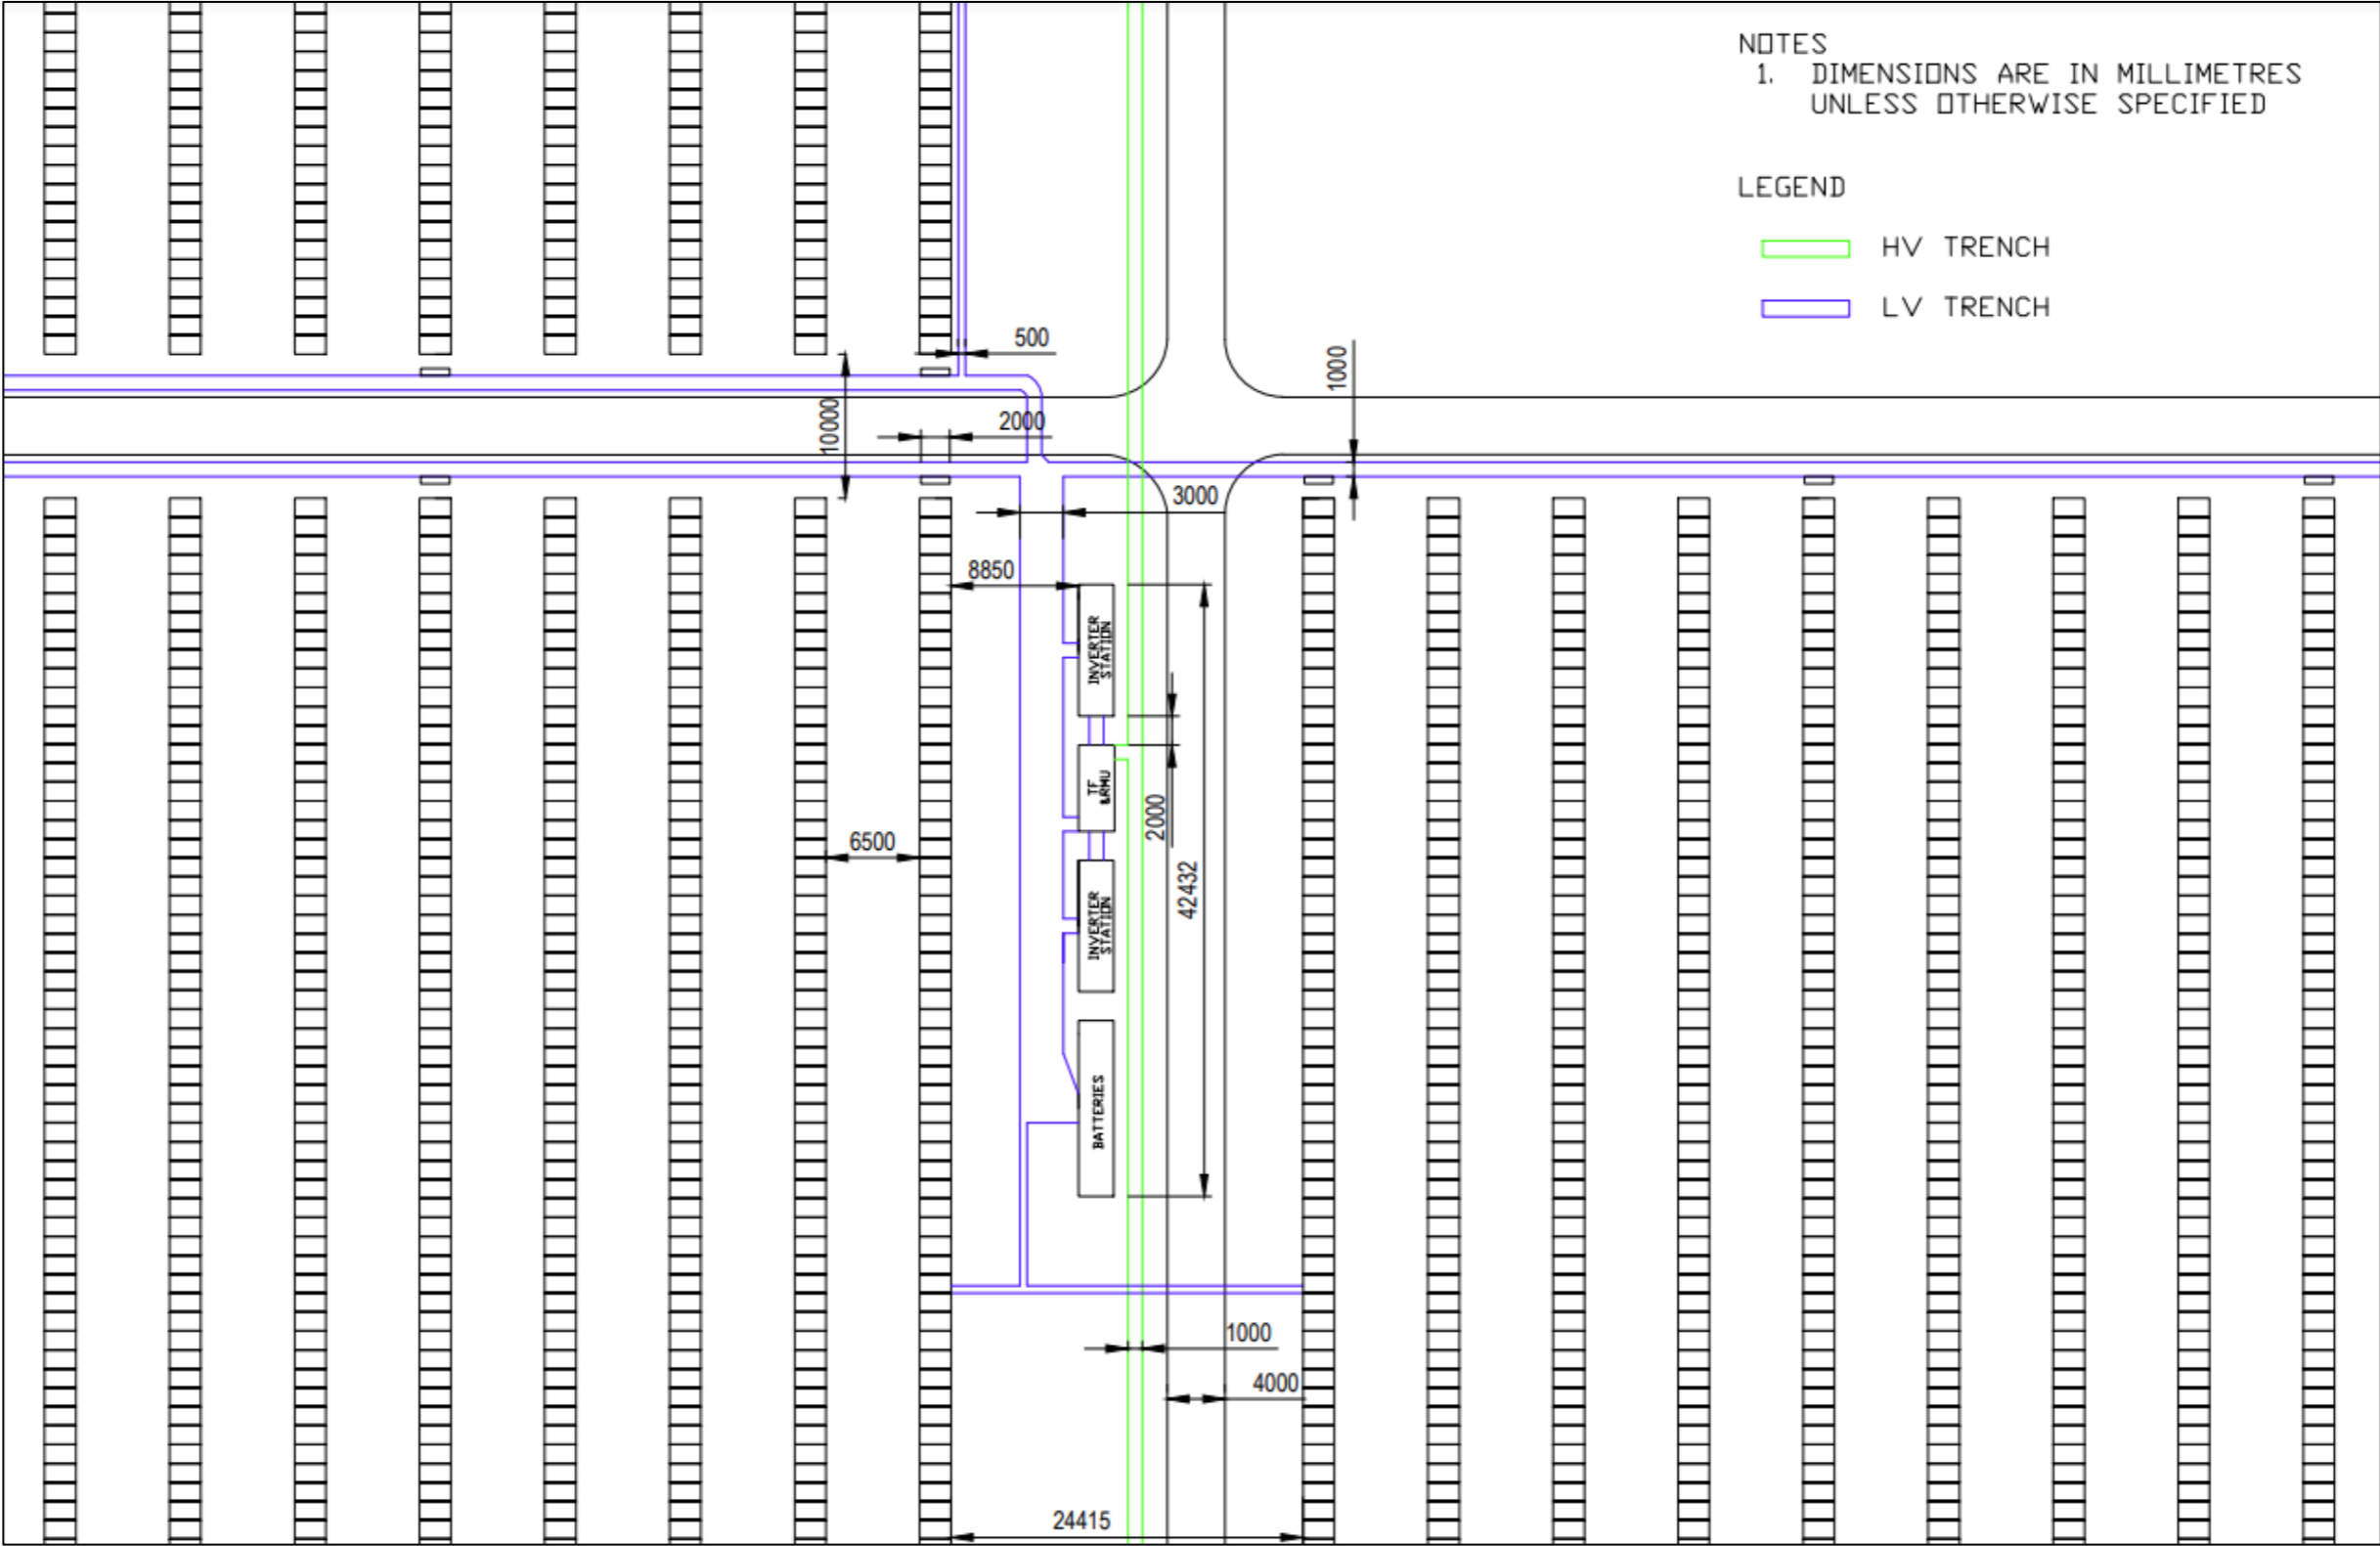 NOTES
1. DIMENSIONS ARE IN MILLIMETRES
UNLESS OTHERWISE SPECIFIED
LEGEND
HV TRENCH
LV TRENCH
500
1000
10000
2000
3000
8850
INVERTER
STATION
TF
&RMU
2000
6500
42432
INVERTER
STATION
BATTERIES
1000
4000
24415